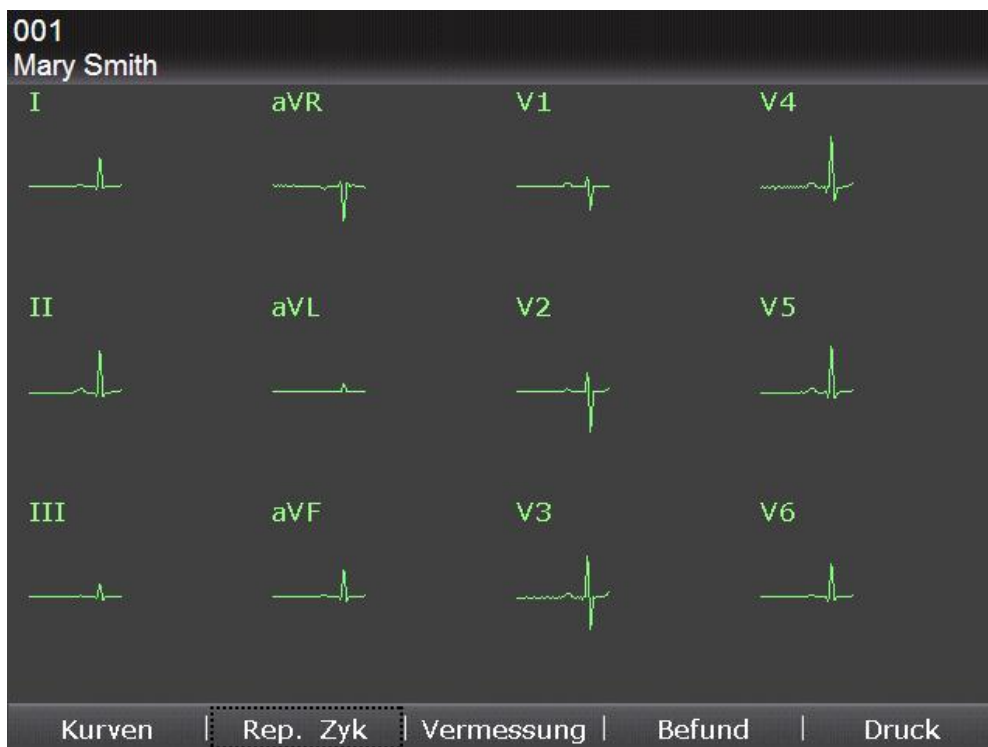 001
Mary Smith
I aVR V1 V4
II aVL V2 V5
III aVF V3 V6
Kurven | Rep. Zyk | Vermessung | Befund | Druck